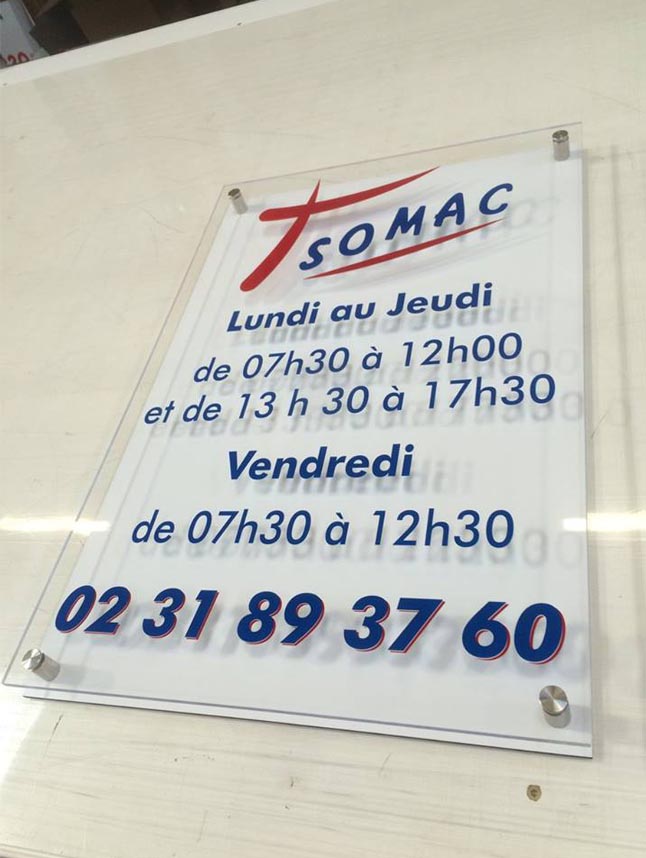 SOMAC
Lundi au Jeudi
de 07h30 à 12h00
et de 13 h 30 à 17h30
Vendredi
de 07h30 à 12h30
02 31 89 37 60